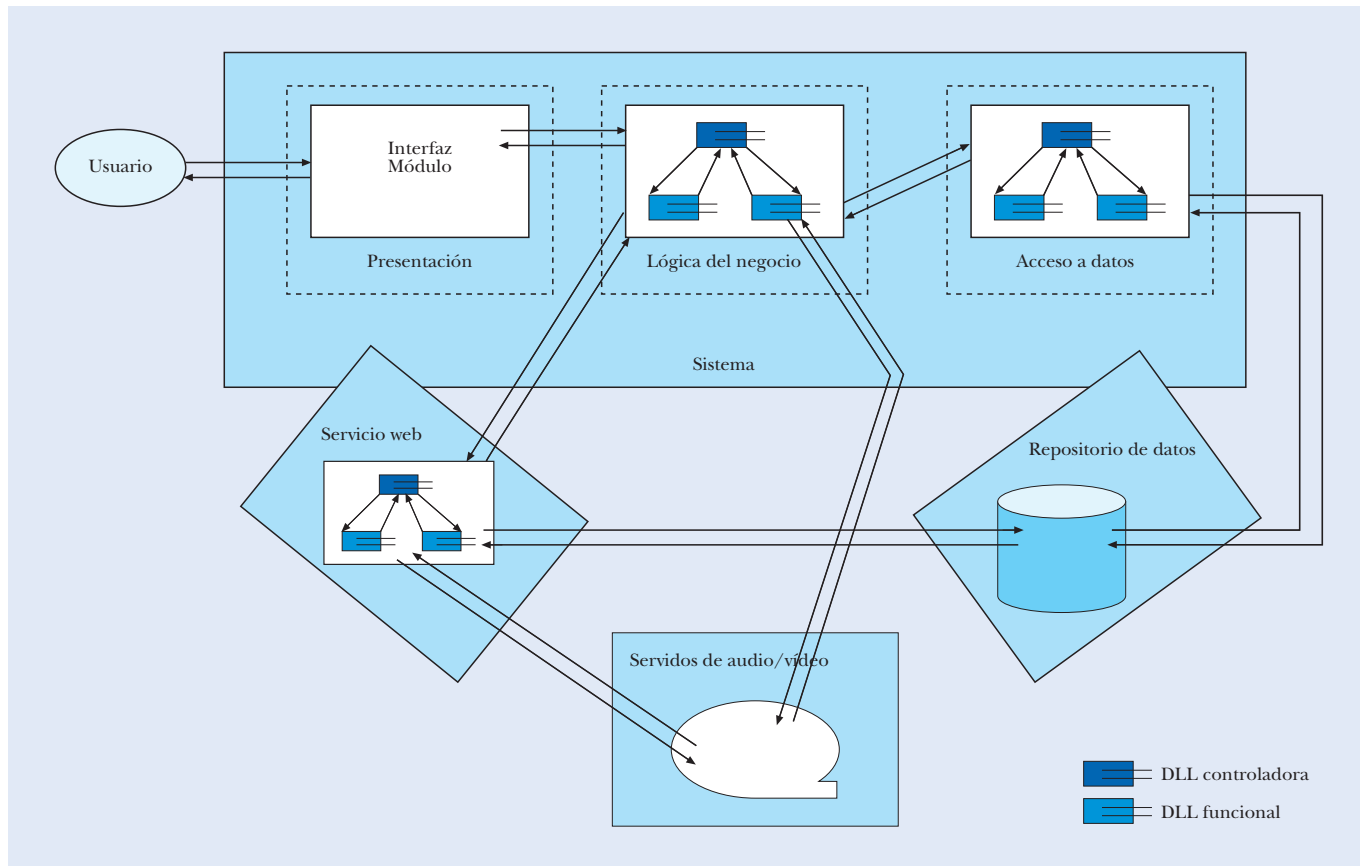 Usuario
Interfaz
Módulo
Presentación
Lógica del negocio
Acceso a datos
Sistema
Servicio web
Repositorio de datos
Servidos de audio/vídeo
DLL controladora
DLL funcional